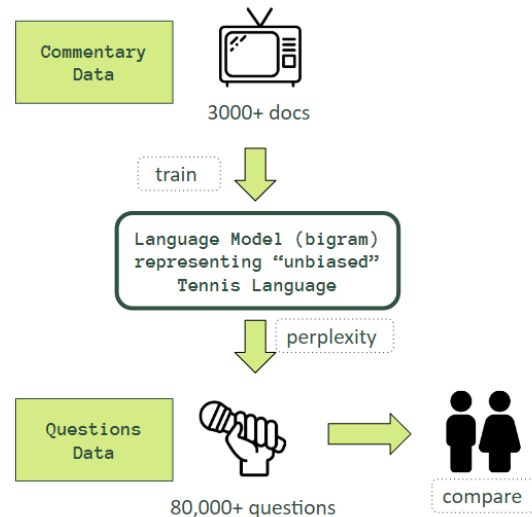 Commentary
Data
3000+ docs
train
Language Model (bigram)
representing “unbiased”
Tennis Language
perplexity
Questions
Data
80,000+ questions
compare